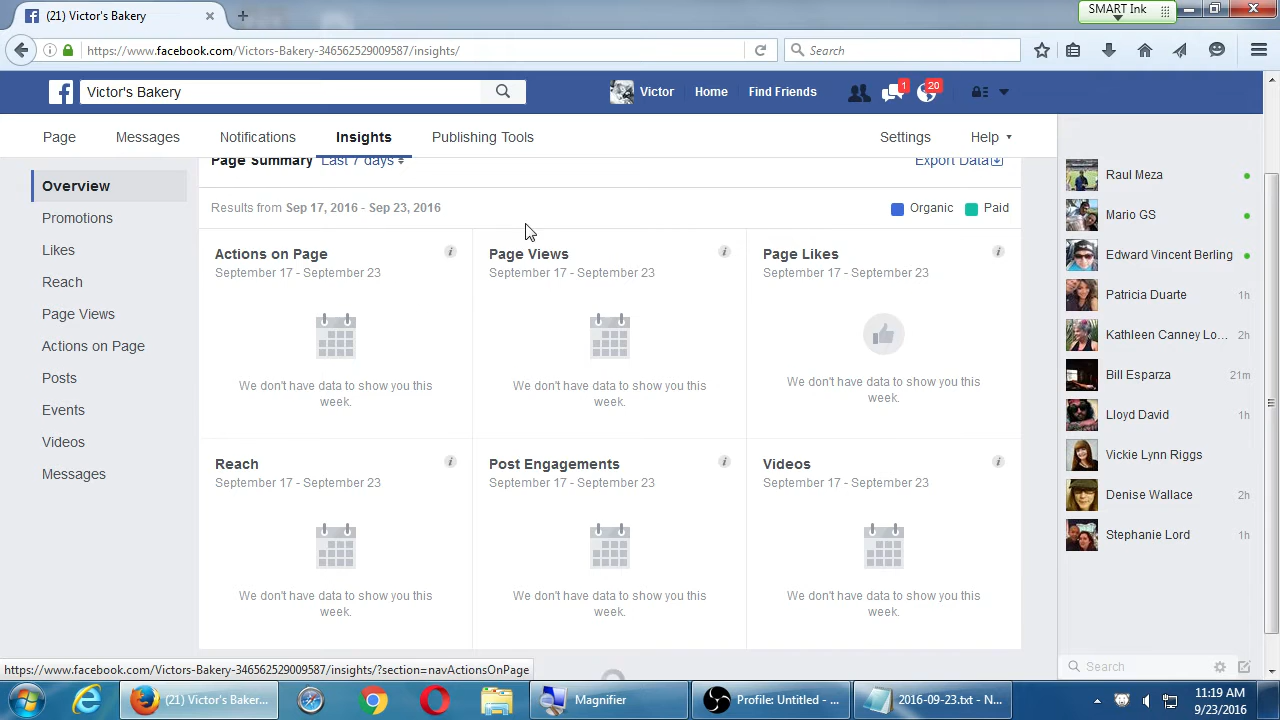 (21) Victor's Bakery
SMART Ink
https://www.facebook.com/Victors-Bakery-346562529009587/insights/
Search
Victor's Bakery
Victor
Home
Find Friends
1
20
Page
Messages
Notifications
Insights
Publishing Tools
Settings
Help
Page Summary Last 7 days
Export Data
Results from Sep 17, 2016 - Sep 23, 2016
Organic
Paid
Overview
Promotions
Likes
Reach
Page Views
Actions on Page
Posts
Events
Videos
Messages
Actions on Page
September 17 - September 23
We don't have data to show you this
week.
Page Views
September 17 - September 23
We don't have data to show you this
week.
Page Likes
September 17 - September 23
We don't have data to show you this
week.
Reach
September 17 - September 23
We don't have data to show you this
week.
Post Engagements
September 17 - September 23
We don't have data to show you this
week.
Videos
September 17 - September 23
We don't have data to show you this
week.
Raul Meza
Mario GS
Edward Vincent Berling
Patricia Duarte 1h
Kathleen Canney Lo... 2h
Bill Esparza 21m
Lloyd David 1h
Vickie Lynn Riggs
Denise Wallace 2h
Stephanie Lord 1h
Search
https://www.facebook.com/Victors-Bakery-346562529009587/insights/?section=navActionsOnPage
(21) Victor's Baker...
Magnifier
Profile: Untitled - ...
2016-09-23.txt - N...
11:19 AM
9/23/2016